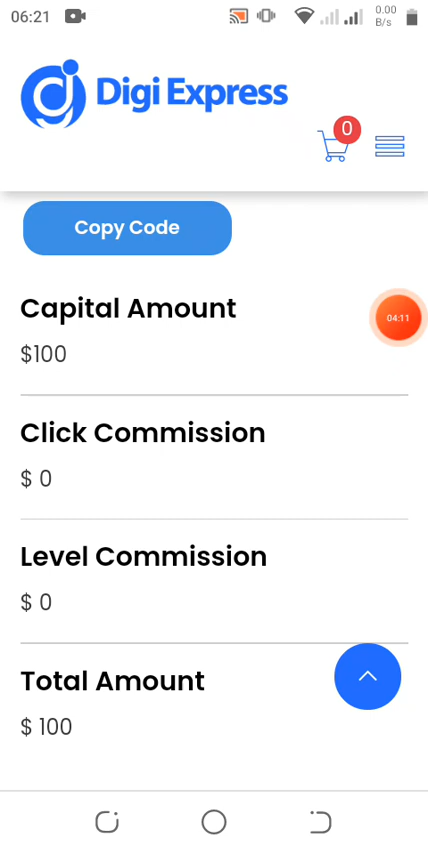 06:21
0.00
B/s
Digi Express
0
Copy Code
Capital Amount
$100
04:11
Click Commission
$ 0
Level Commission
$ 0
Total Amount
$ 100